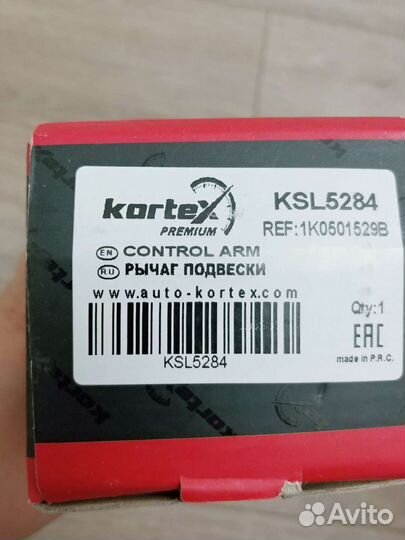 kortex
PREMIUM
KSL5284
REF:1K0501529B
EN CONTROL ARM
RU РЫЧАГ ПОДВЕСКИ
www.auto-kortex.com
Qty:1
KSL5284
EAC
made in P.R.C.
kortex
Avito